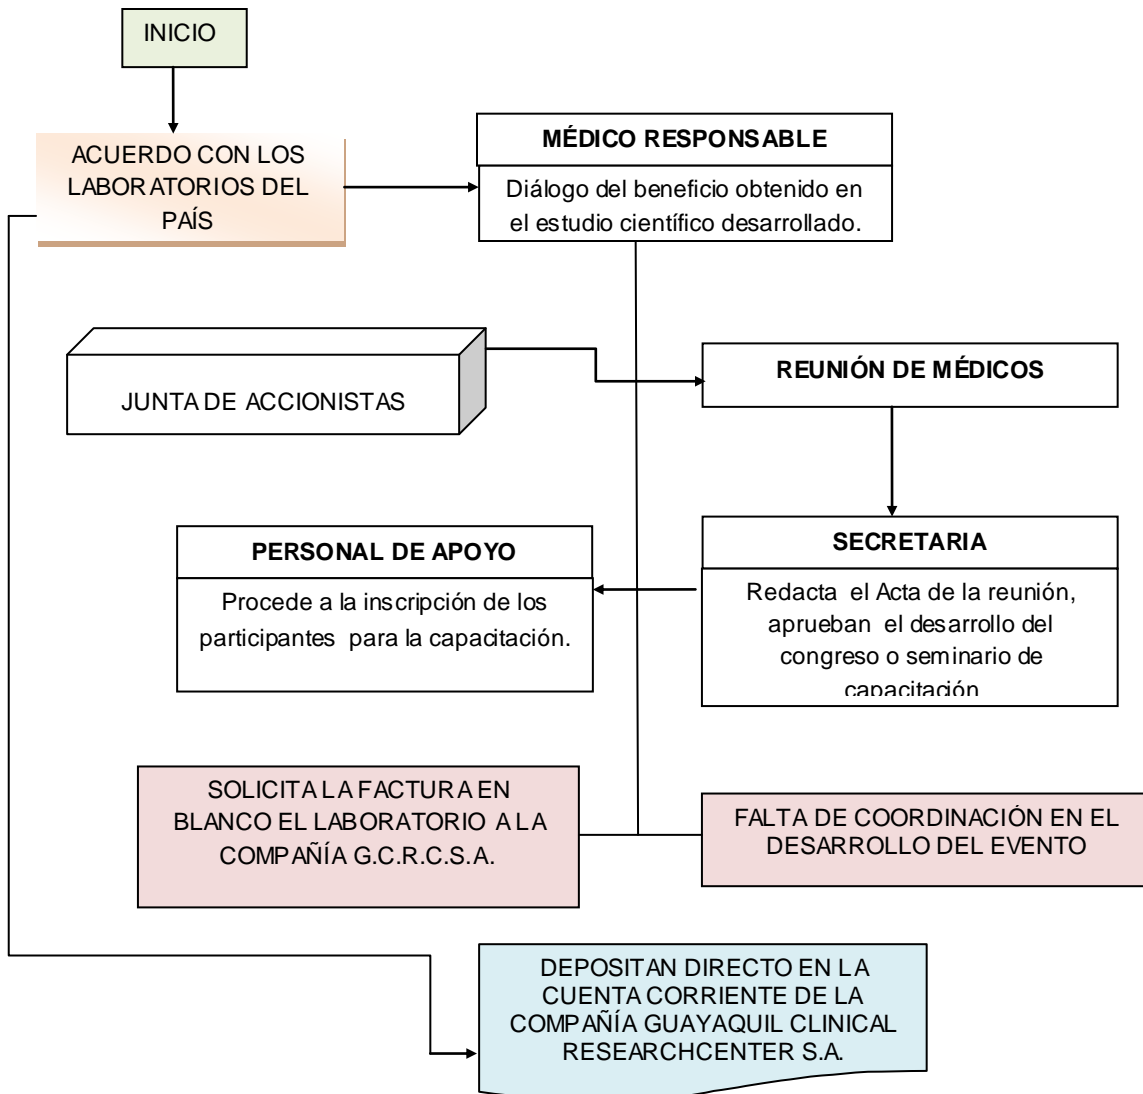 INICIO
ACUERDO CON LOS
LABORATORIOS DEL
PAÍS
MÉDICO RESPONSABLE
Diálogo del beneficio obtenido en
el estudio científico desarrollado.
JUNTA DE ACCIONISTAS
REUNIÓN DE MÉDICOS
PERSONAL DE APOYO
Procede a la inscripción de los
participantes para la capacitación.
SECRETARIA
Redacta el Acta de la reunión,
aprueban el desarrollo del
congreso o seminario de
capacitación
SOLICITA LA FACTURA EN
BLANCO EL LABORATORIO A LA
COMPAÑÍA G.C.R.C.S.A.
FALTA DE COORDINACIÓN EN EL
DESARROLLO DEL EVENTO
DEPOSITAN DIRECTO EN LA
CUENTA CORRIENTE DE LA
COMPAÑÍA GUAYAQUIL CLINICAL
RESEARCHCENTER S.A.